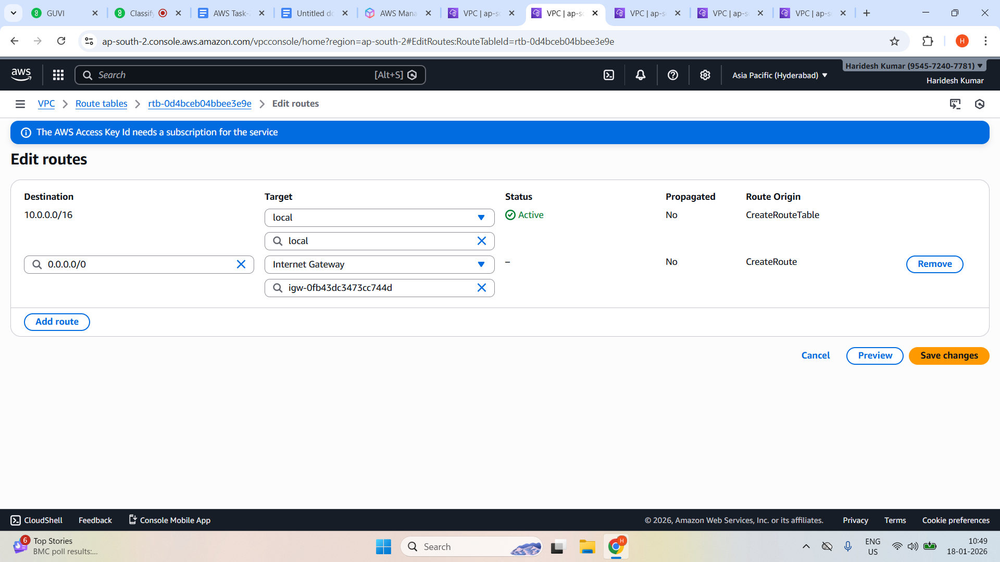 GUVI
Classify
AWS Task-
Untitled do
AWS Mana
VPC | ap-so
VPC | ap-so
VPC | ap-so
VPC | ap-so
VPC | ap-so
ap-south-2.console.aws.amazon.com/vpcconsole/home?region=ap-south-2#EditRoutes:RouteTableId=rtb-0d4bceb04bbee3e9e
H
aws
Search
[Alt+S]
Asia Pacific (Hyderabad)
Haridesh Kumar (9545-7240-7781)
Haridesh Kumar
VPC
Route tables
rtb-0d4bceb04bbee3e9e
Edit routes
The AWS Access Key Id needs a subscription for the service
Edit routes
Destination Target Status Propagated Route Origin
10.0.0.0/16 local Active No CreateRouteTable
local
0.0.0.0/0 Internet Gateway – No CreateRoute Remove
igw-0fb43dc3473cc744d
Add route
Cancel Preview Save changes
CloudShell Feedback Console Mobile App © 2026, Amazon Web Services, Inc. or its affiliates. Privacy Terms Cookie preferences
6
Top Stories
BMC poll results:...
Search
H
ENG
US
10:49
18-01-2026